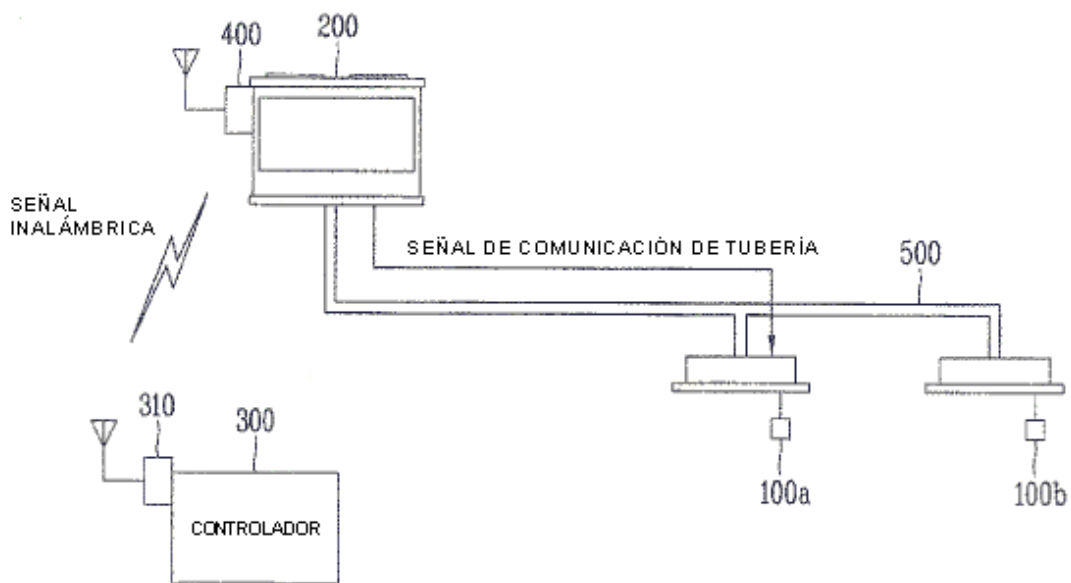 400
200
SEÑAL
INALÁMBRICA
SEÑAL DE COMUNICACIÓN DE TUBERÍA
500
310
300
100a
100b
CONTROLADOR